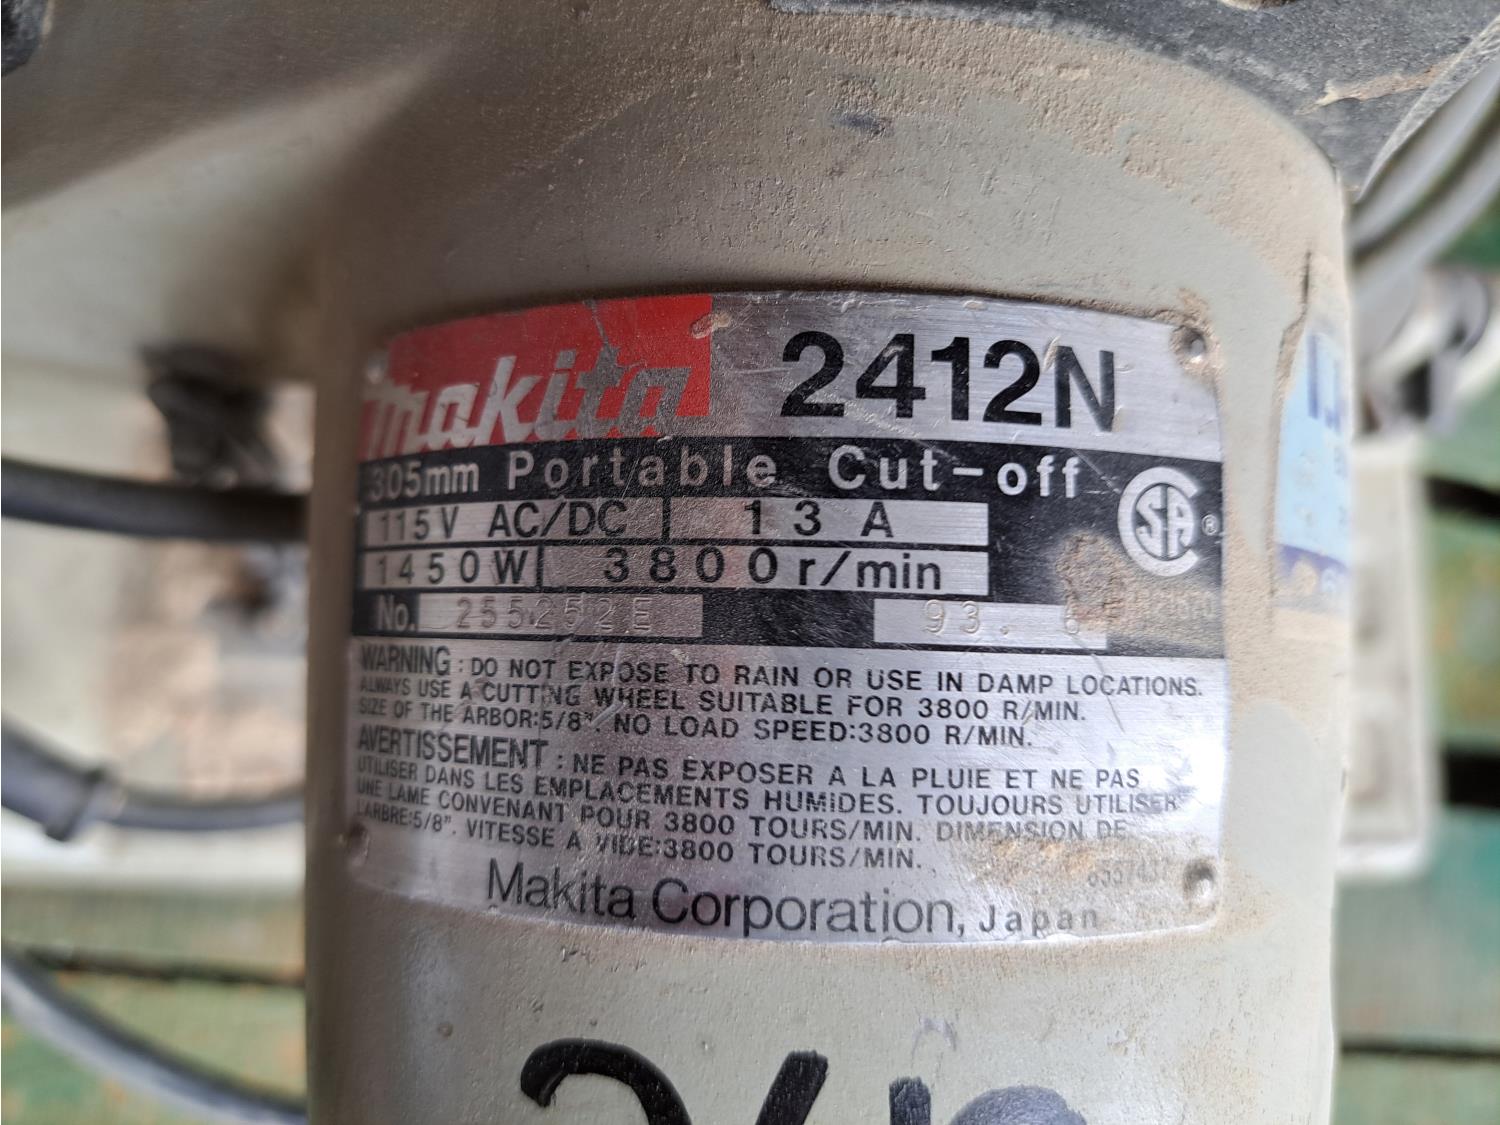 makita 2412N
305mm Portable Cut-off
CSA ®
115V AC/DC 13 A
1450W 3800 r/min
No. 255252E 93. 6
WARNING : DO NOT EXPOSE TO RAIN OR USE IN DAMP LOCATIONS.
ALWAYS USE A CUTTING WHEEL SUITABLE FOR 3800 R/MIN.
SIZE OF THE ARBOR:5/8". NO LOAD SPEED:3800 R/MIN.
AVERTISSEMENT : NE PAS EXPOSER A LA PLUIE ET NE PAS
UTILISER DANS LES EMPLACEMENTS HUMIDES. TOUJOURS UTILISER
UNE LAME CONVENANT POUR 3800 TOURS/MIN. DIMENSION DE
L'ARBRE:5/8". VITESSE A VIDE:3800 TOURS/MIN.
Makita Corporation, Japan